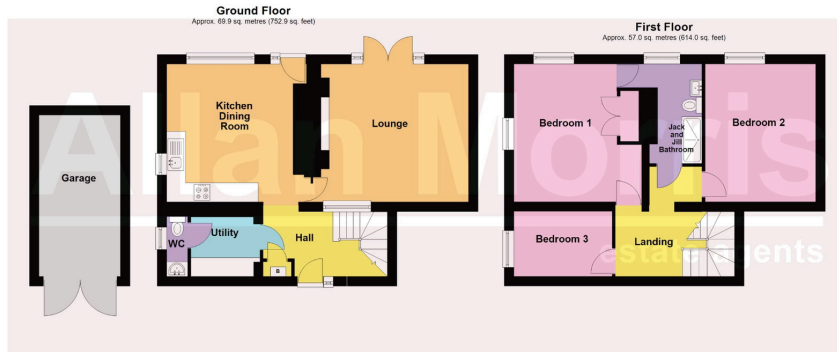 Ground Floor
Approx. 69.9 sq. metres (752.9 sq. feet)
First Floor
Approx. 57.0 sq. metres (614.0 sq. feet)
Kitchen
Dining
Room
Lounge
Garage
WC
Utility
Hall
B
Bedroom 1
Jack
and
Jill
Bathroom
Bedroom 2
Bedroom 3
Landing
Allan Morris
estate agents